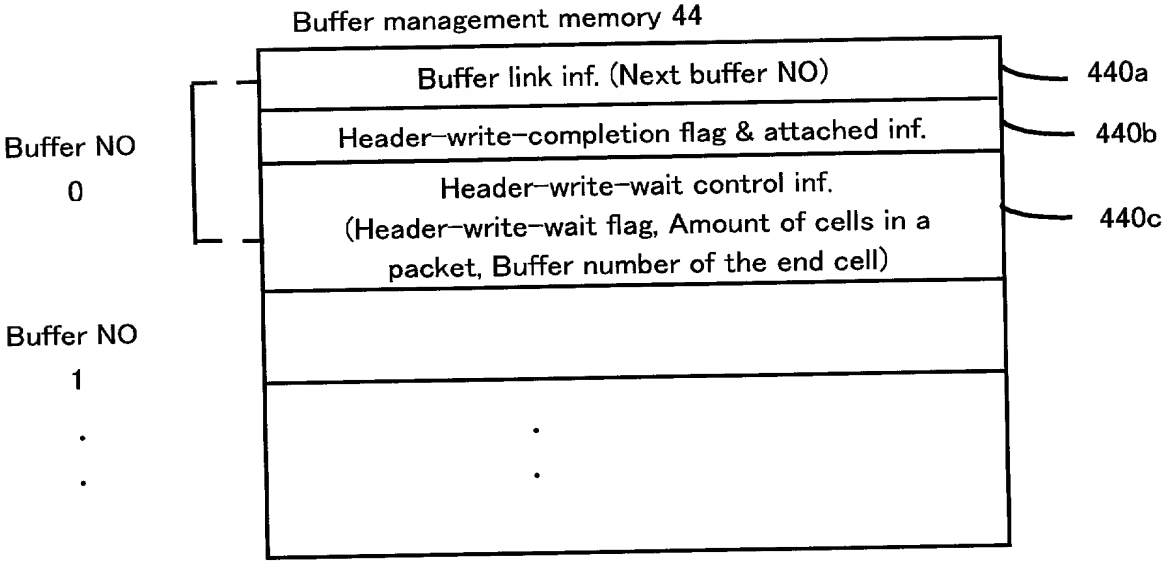 Buffer management memory 44
Buffer link inf. (Next buffer NO)
440a
Buffer NO
0
Header-write-completion flag & attached inf.
440b
Header-write-wait control inf.
(Header-write-wait flag, Amount of cells in a
packet, Buffer number of the end cell)
440c
Buffer NO
1